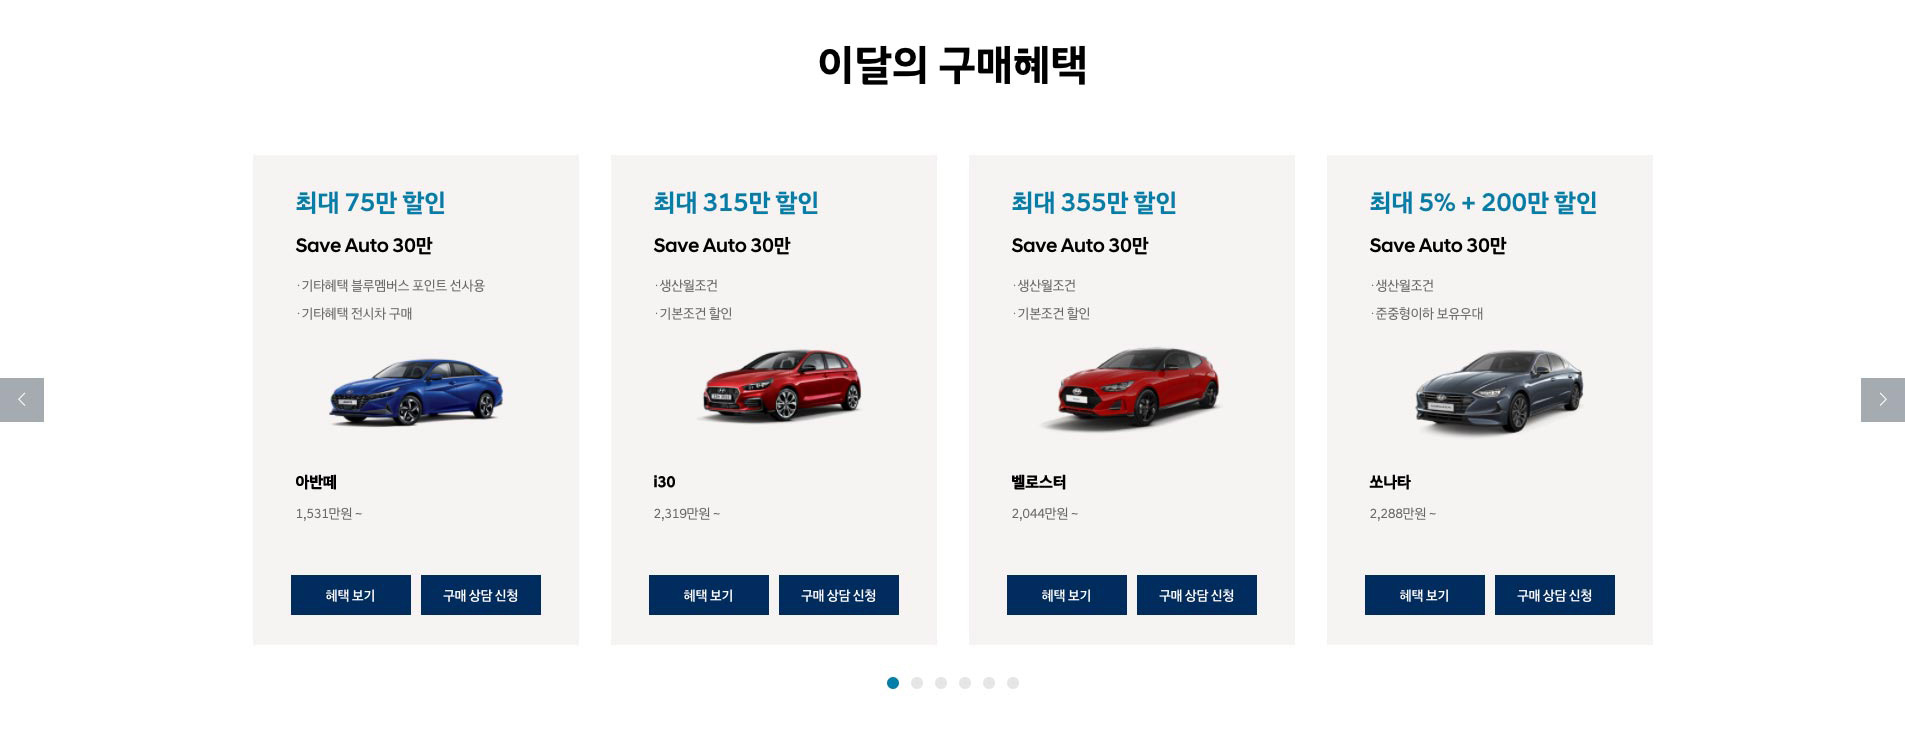 이달의 구매혜택
최대 75만 할인
Save Auto 30만
·기타혜택 블루멤버스 포인트 선사용
·기타혜택 전시차 구매
아반떼
1,531만원 ~
혜택 보기
구매 상담 신청
최대 315만 할인
Save Auto 30만
·생산월조건
·기본조건 할인
i30
2,319만원 ~
혜택 보기
구매 상담 신청
최대 355만 할인
Save Auto 30만
·생산월조건
·기본조건 할인
벨로스터
2,044만원 ~
혜택 보기
구매 상담 신청
최대 5% + 200만 할인
Save Auto 30만
·생산월조건
·준중형이하 보유우대
쏘나타
2,288만원 ~
혜택 보기
구매 상담 신청